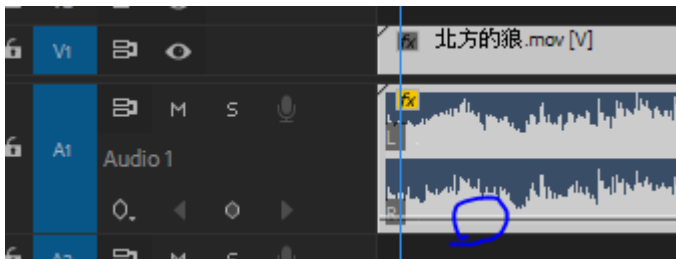 V1 fx 北方的狼.mov [V]
M S fx
L
A1
Audio 1
R